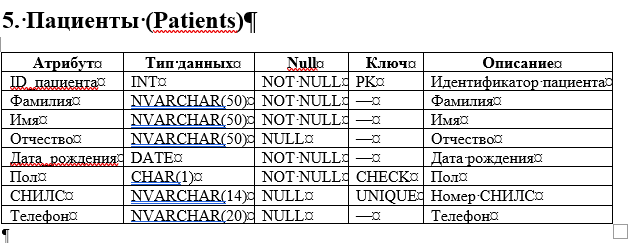 5. Пациенты (Patients)¶
Атрибут¤ Тип данных¤ Null¤ Ключ¤ Описание¤
ID_пациента¤ INT¤ NOT NULL¤ PK¤ Идентификатор пациента¤
Фамилия¤ NVARCHAR(50)¤ NOT NULL¤ —¤ Фамилия¤
Имя¤ NVARCHAR(50)¤ NOT NULL¤ —¤ Имя¤
Отчество¤ NVARCHAR(50)¤ NULL¤ —¤ Отчество¤
Дата_рождения¤ DATE¤ NOT NULL¤ —¤ Дата рождения¤
Пол¤ CHAR(1)¤ NOT NULL¤ CHECK¤ Пол¤
СНИЛС¤ NVARCHAR(14)¤ NULL¤ UNIQUE¤ Номер СНИЛС¤
Телефон¤ NVARCHAR(20)¤ NULL¤ —¤ Телефон¤
¶